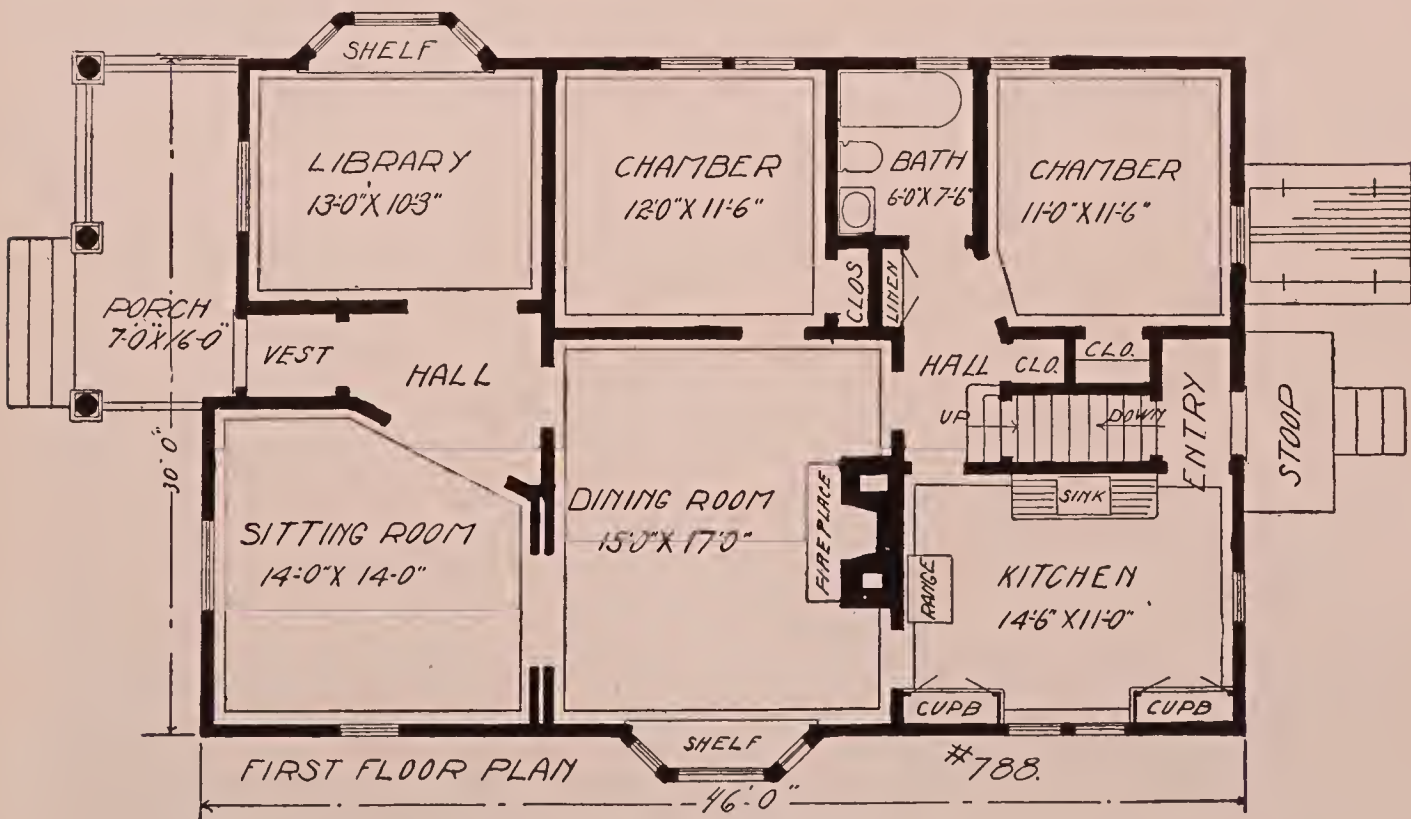 SHELF
LIBRARY
13'-0" X 10'-3"
CHAMBER
12'-0" X 11'-6"
BATH
6'-0" X 7'-6"
CHAMBER
11'-0" X 11'-6"
PORCH
7'-0" X 16'-0"
VEST
HALL
CLOS
LINEN
HALL
CLO.
CLO.
UP
DOWN
ENTRY
STOOP
30'0"
SITTING ROOM
14'-0" X 14'-0"
DINING ROOM
15'-0" X 17'-0"
FIREPLACE
RANGE
SINK
KITCHEN
14'-6" X 11'-0"
CUPB
CUPB
SHELF
FIRST FLOOR PLAN
#788.
46'-0"